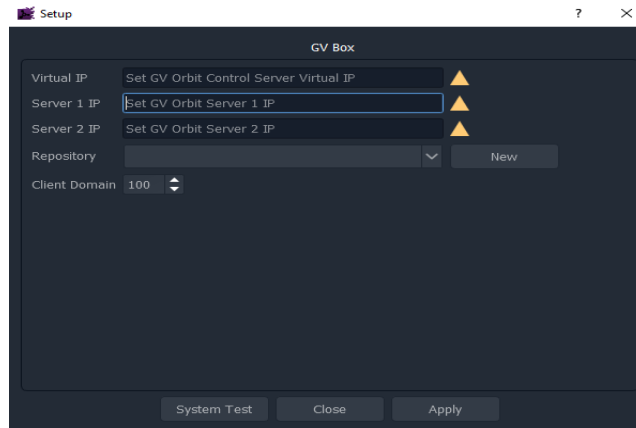 Setup
?
GV Box
Virtual IP Set GV Orbit Control Server Virtual IP
Server 1 IP Set GV Orbit Server 1 IP
Server 2 IP Set GV Orbit Server 2 IP
Repository New
Client Domain 100
System Test Close Apply